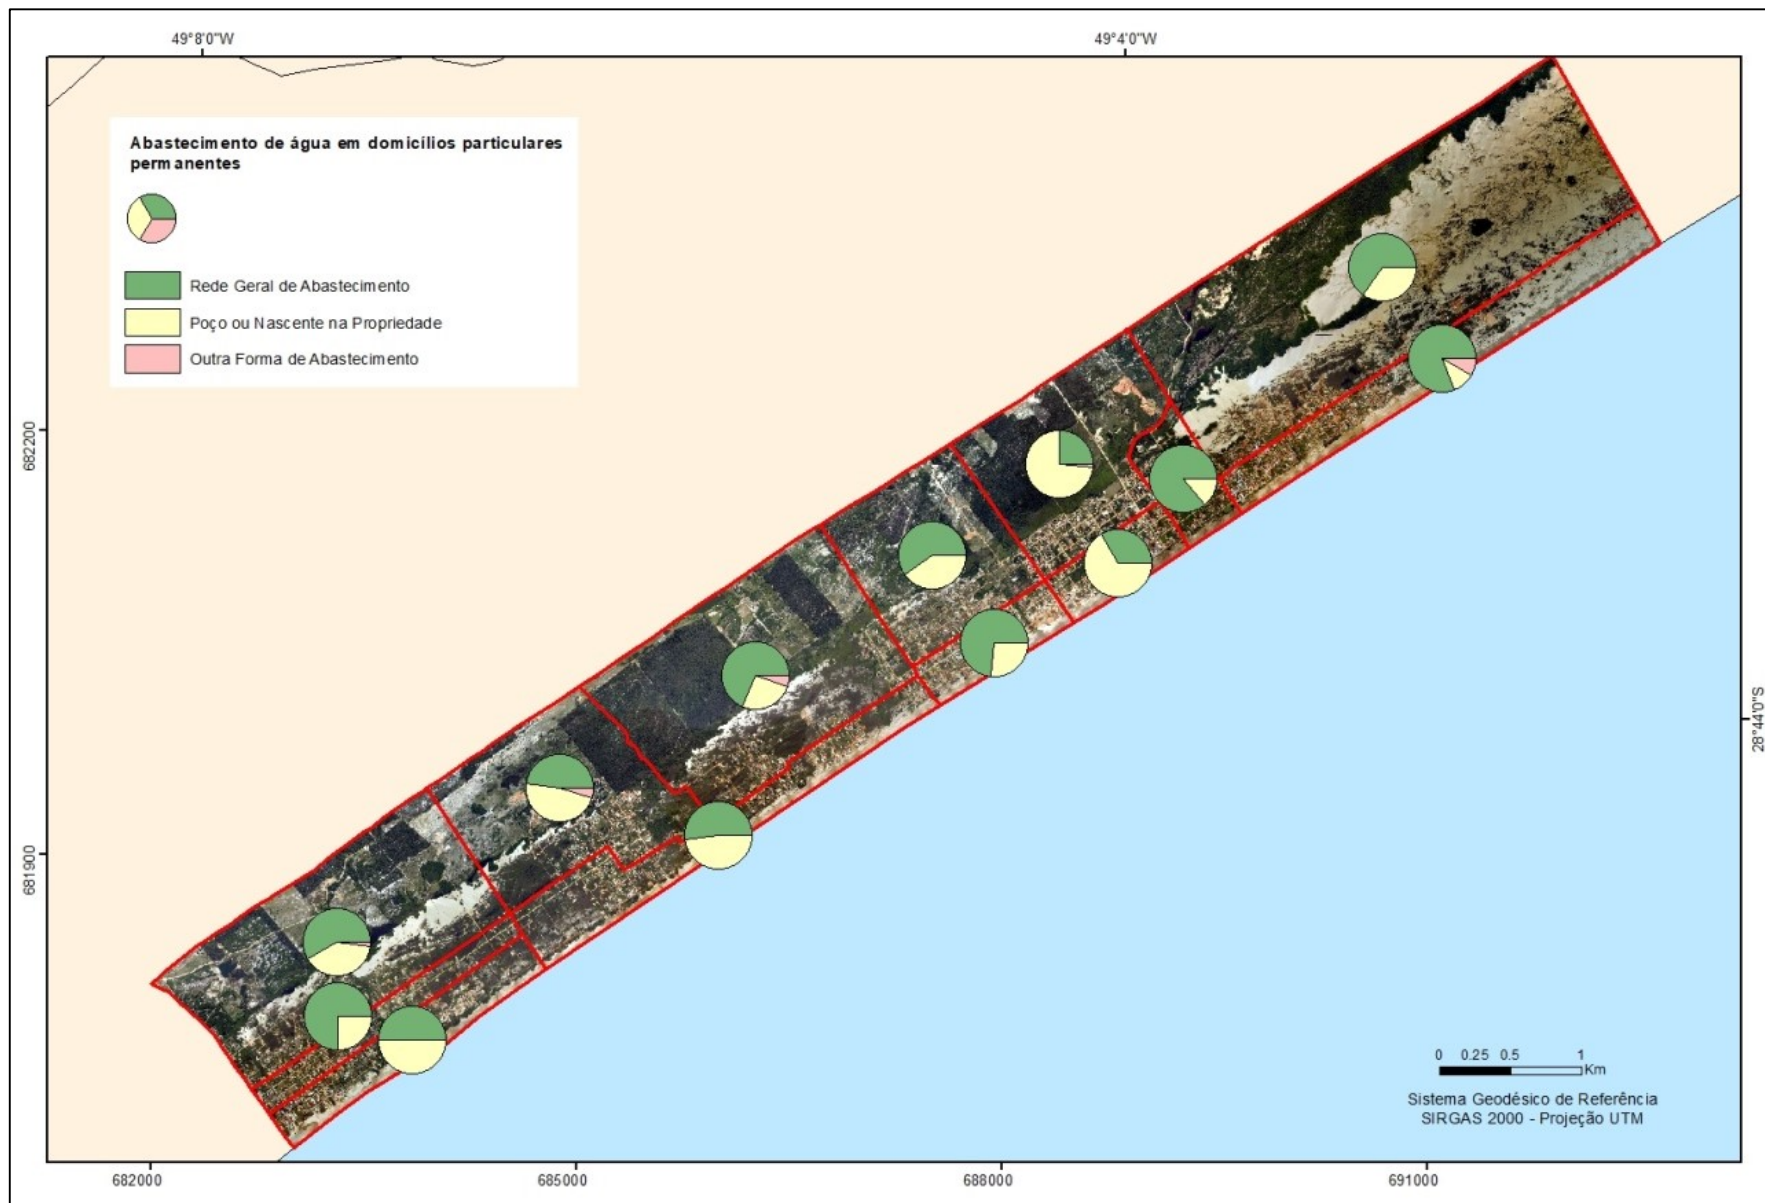 49°8'0"W
49°4'0"W
Abastecimento de água em domicílios particulares
permanentes
Rede Geral de Abastecimento
Poço ou Nascente na Propriedade
Outra Forma de Abastecimento
682200
28°44'0"S
681900
0 0.25 0.5 1
Km
Sistema Geodésico de Referência
SIRGAS 2000 - Projeção UTM
682000
685000
688000
691000